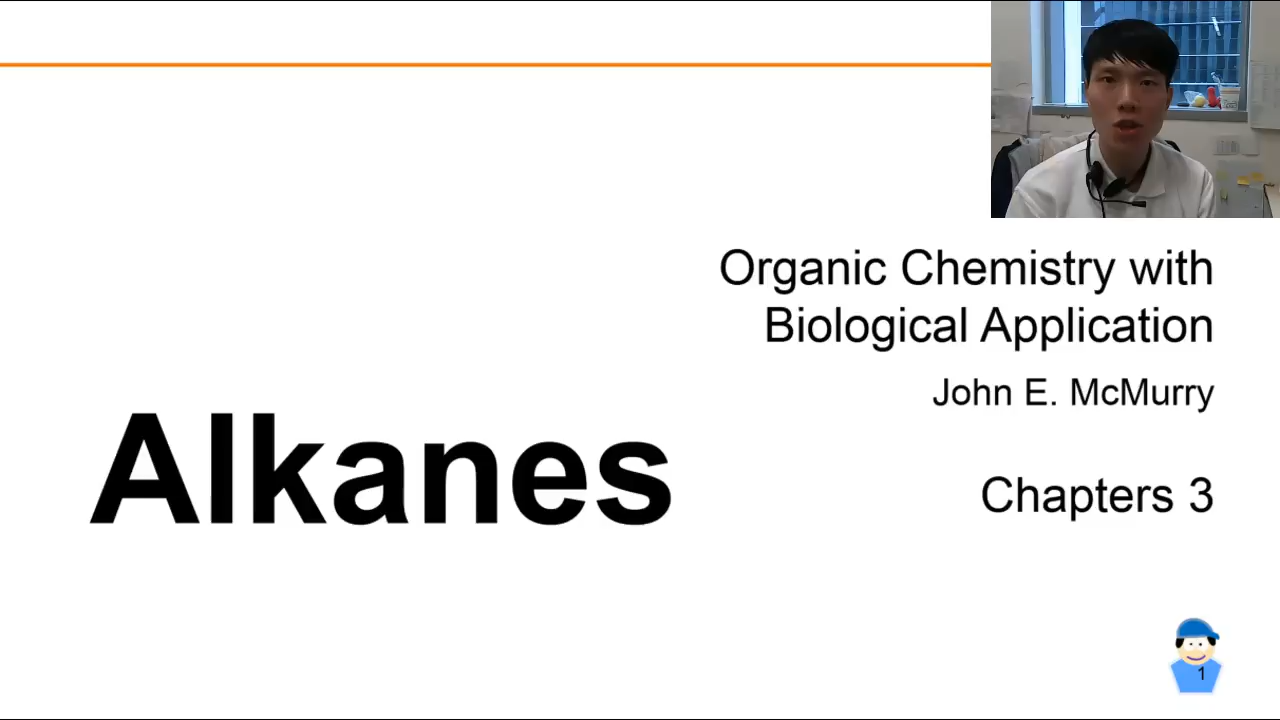 Organic Chemistry with
Biological Application
John E. McMurry
Alkanes
Chapters 3
1